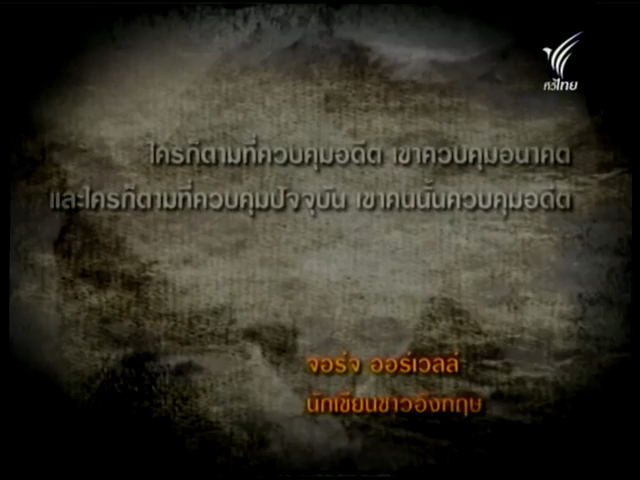 ทีวีไทย
ใครก็ตามที่ควบคุมอดีต เขาควบคุมอนาคต
และใครก็ตามที่ควบคุมปัจจุบัน เขาคนนั้นควบคุมอดีต
จอร์จ ออร์เวลล์
นักเขียนชาวอังกฤษ